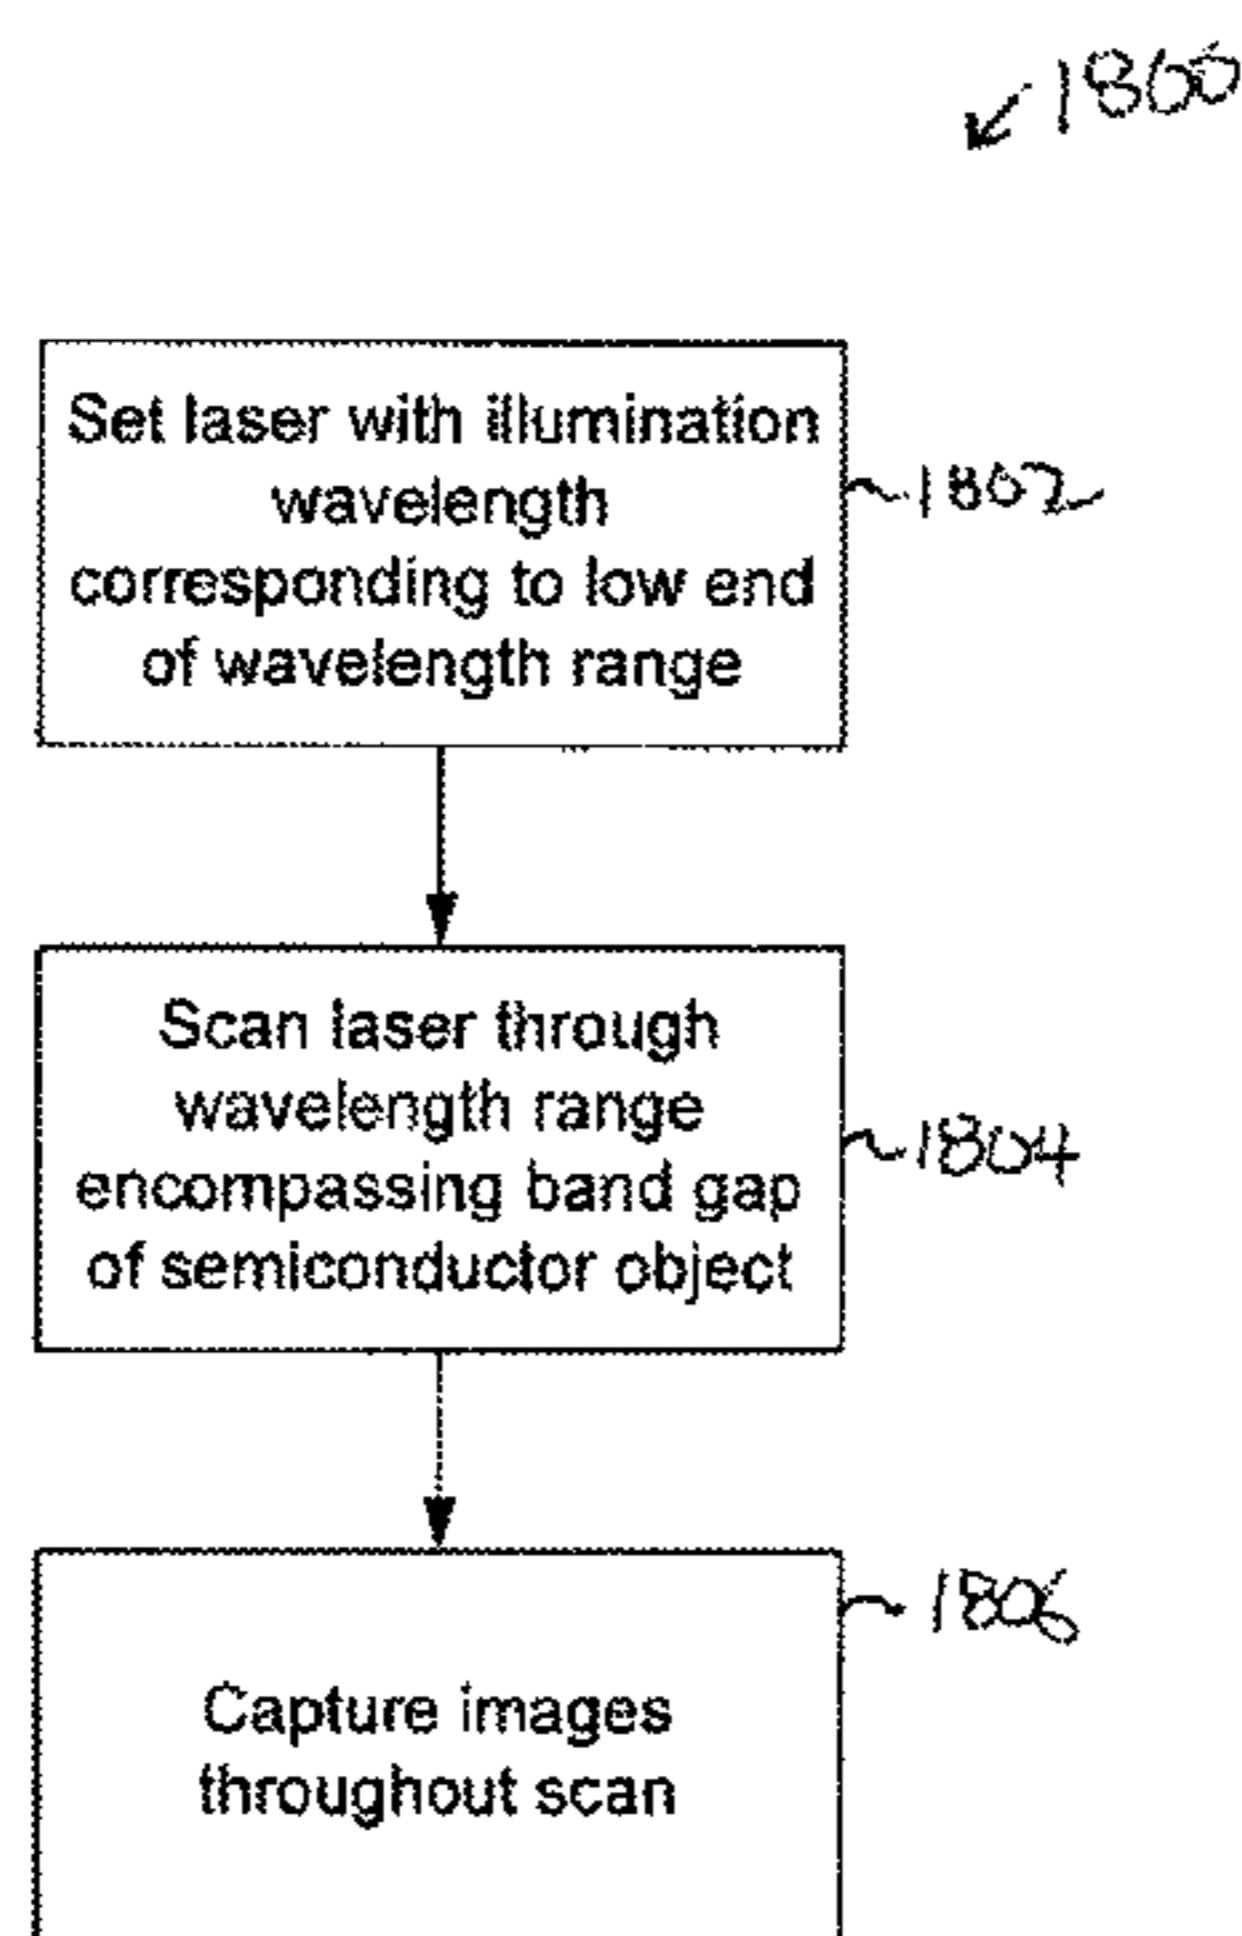 1800
Set laser with illumination
wavelength
corresponding to low end
of wavelength range
1802
Scan laser through
wavelength range
encompassing band gap
of semiconductor object
1804
1806
Capture images
throughout scan